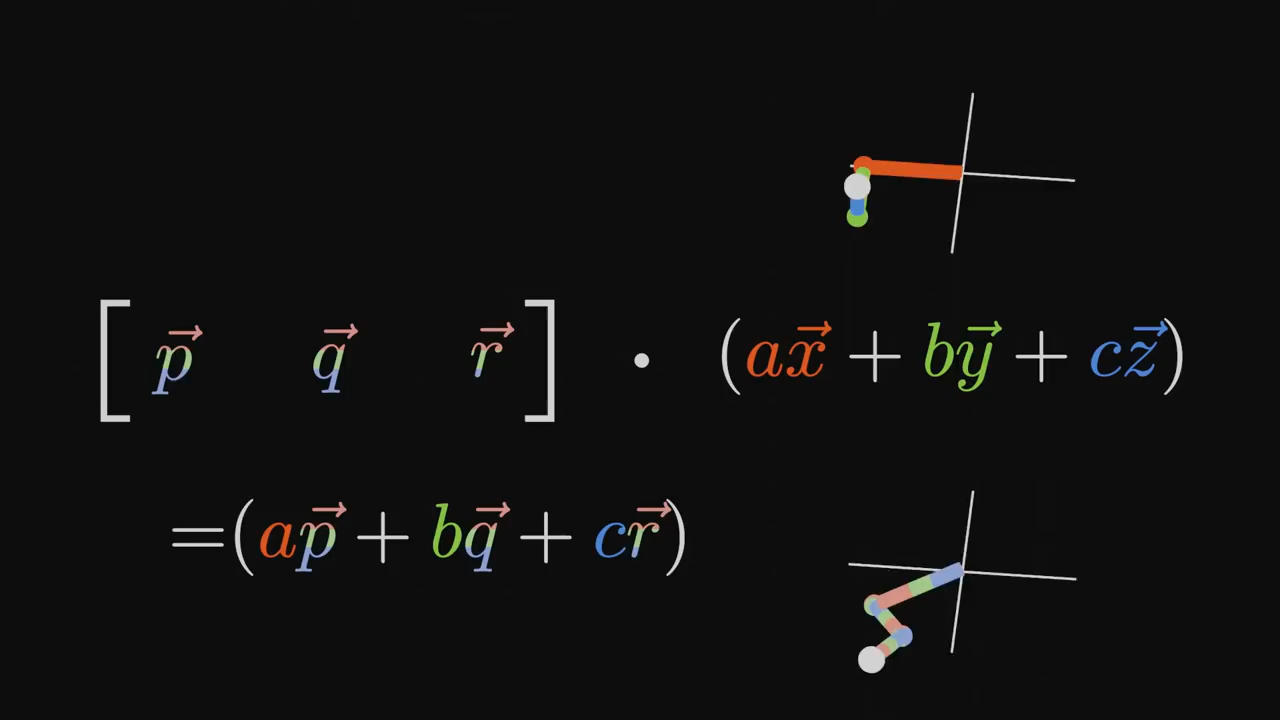 [ p⃗ q⃗ r⃗ ] · (ax⃗ + by⃗ + cz⃗)
=(ap⃗ + bq⃗ + cr⃗)